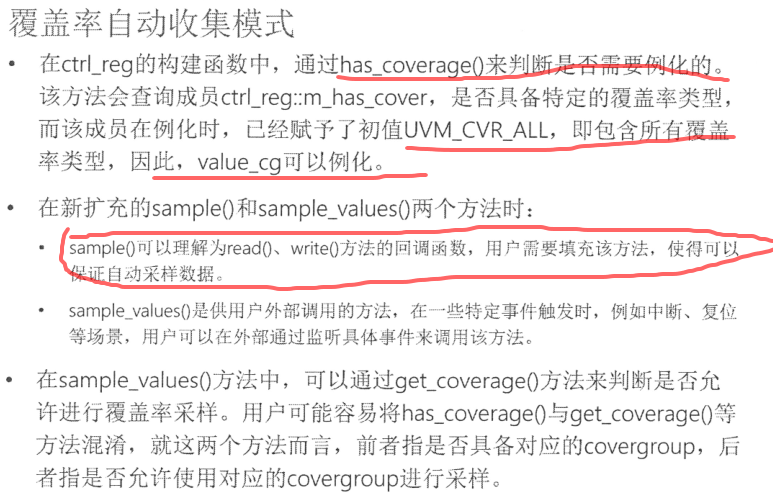 覆盖率自动收集模式
• 在ctrl_reg的构建函数中，通过has_coverage()来判断是否需要例化的。
该方法会查询成员ctrl_reg::m_has_cover，是否具备特定的覆盖率类型，
而该成员在例化时，已经赋予了初值UVM_CVR_ALL，即包含所有覆盖
率类型，因此，value_cg可以例化。
• 在新扩充的sample()和sample_values()两个方法时：
• sample()可以理解为read()、write()方法的回调函数，用户需要填充该方法，使得可以
保证自动采样数据。
• sample_values()是供用户外部调用的方法，在一些特定事件触发时，例如中断、复位
等场景，用户可以在外部通过监听具体事件来调用该方法。
• 在sample_values()方法中，可以通过get_coverage()方法来判断是否允
许进行覆盖率采样。用户可能容易将has_coverage()与get_coverage()等
方法混淆，就这两个方法而言，前者指是否具备对应的covergroup，后
者指是否允许使用对应的covergroup进行采样。